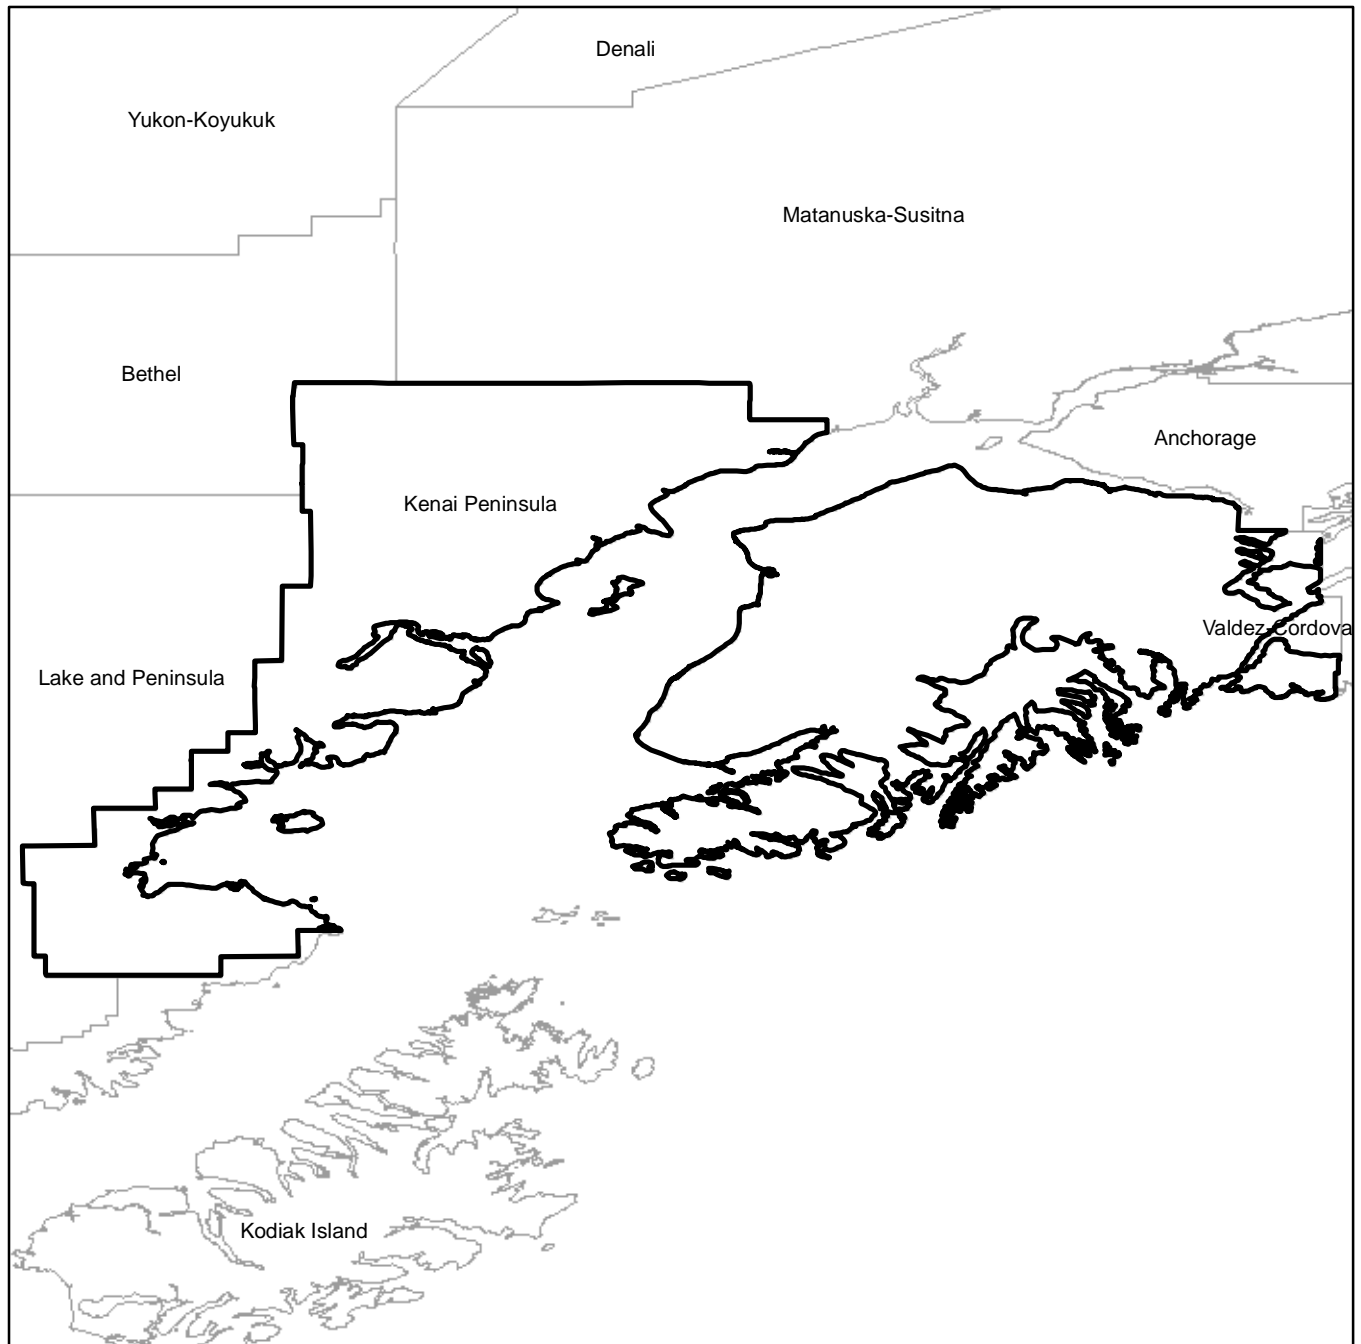 Denali
Yukon-Koyukuk
Matanuska-Susitna
Bethel
Anchorage
Kenai Peninsula
Valdez-Cordova
Lake and Peninsula
Kodiak Island